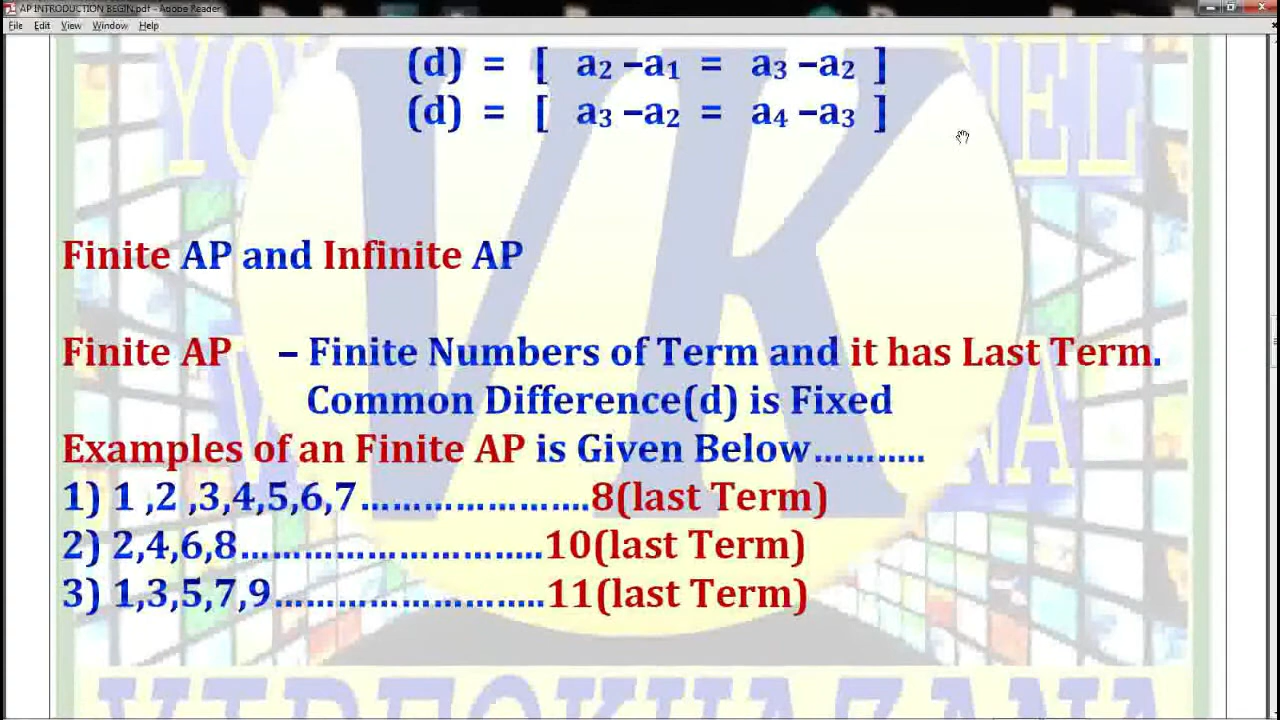 AP INTRODUCTION BEGIN.pdf - Adobe Reader
File Edit View Window Help
(d) = [ a₂ –a₁ = a₃ –a₂ ]
(d) = [ a₃ –a₂ = a₄ –a₃ ]
Finite AP and Infinite AP
Finite AP – Finite Numbers of Term and it has Last Term.
Common Difference(d) is Fixed
Examples of an Finite AP is Given Below...........
1) 1 ,2 ,3,4,5,6,7......................8(last Term)
2) 2,4,6,8.............................10(last Term)
3) 1,3,5,7,9..........................11(last Term)
VK
VIDEOKHAZANA